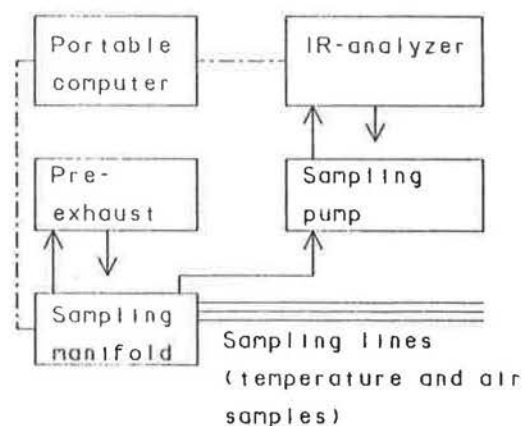 Portable
computer
IR-analyzer
Pre-
exhaust
Sampling
pump
Sampling
manifold
Sampling lines
(temperature and air
samples)